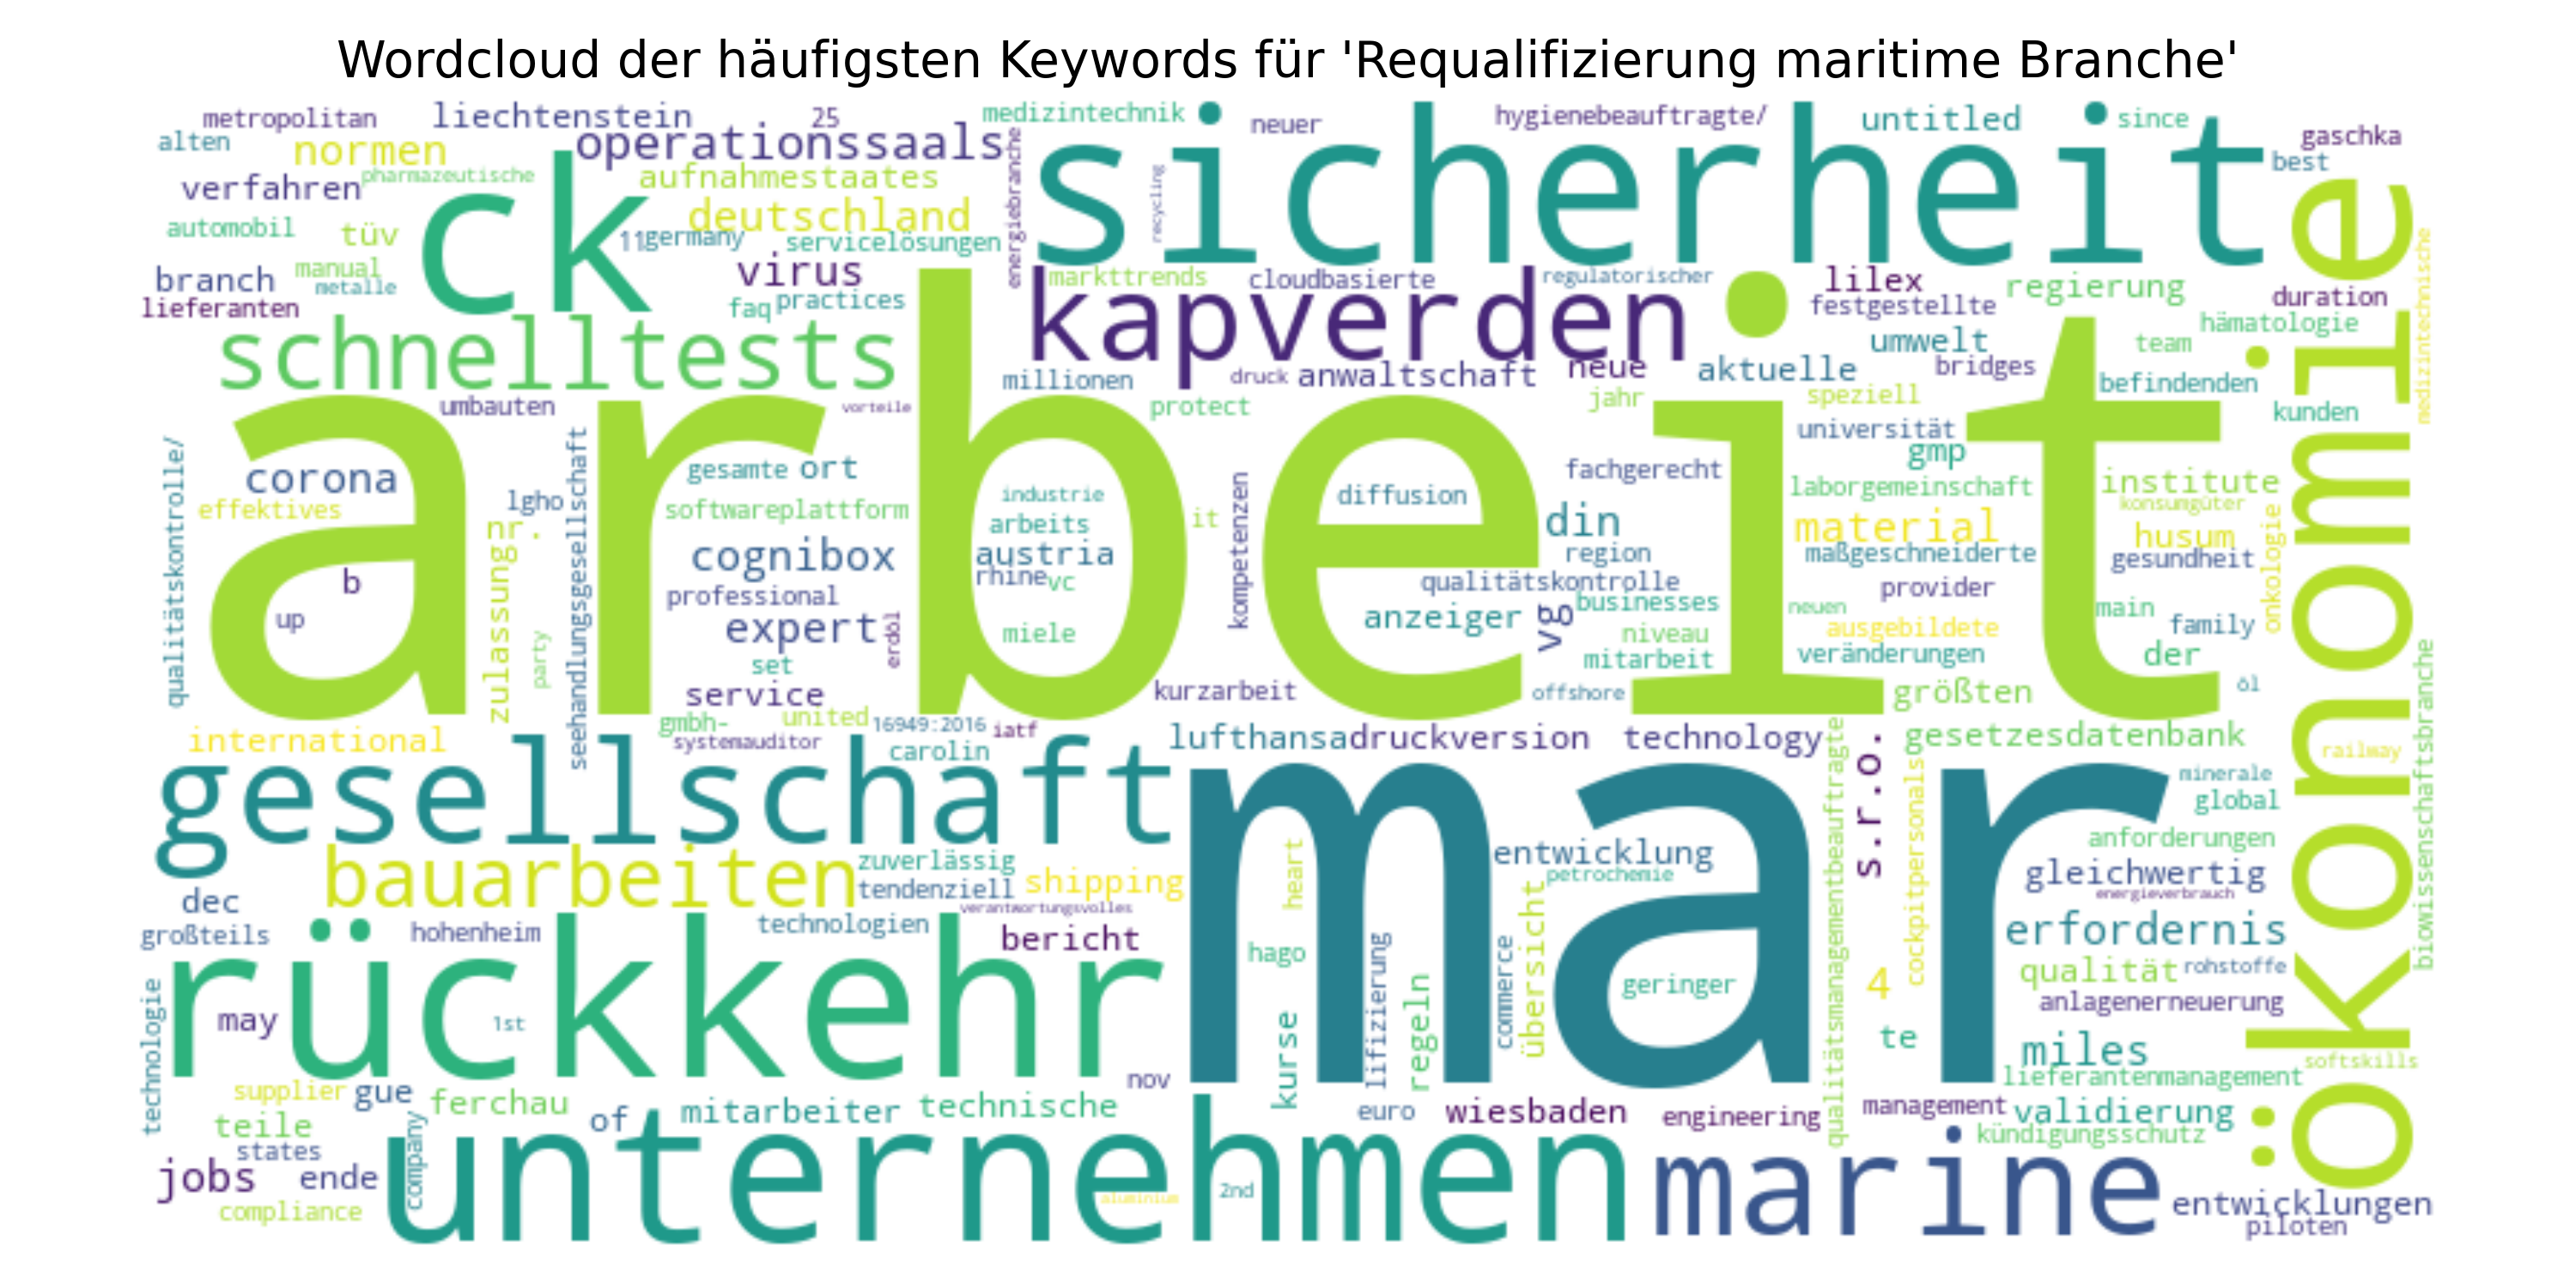 Wordcloud der häufigsten Keywords für 'Requalifizierung maritime Branche'
metropolitan
liechtenstein
25
medizintechnik
neuer
hygienebeauftragte/
untitled
since
gaschka
alten
normen
operationssaals
sicherheit
best
verfahren
pharmazeutische
ck
aufnahmestaates
energiebranche
recycling
automobil
tüv
deutschland
11
germany
servicelösungen
branch
manual
metalle
virus
markttrends
cloudbasierte
regulatorischer
lilex
regierung
duration
medizintechnische
lieferanten
faq
practices
kapverden
festgestellte
hämatologie
schnelltests
umwelt
team
millionen
druck
anwaltschaft
neue
aktuelle
bridges
befindenden
umbauten
vorteile
protect
jahr
speziell
kunden
arbeit
universität
corona
gesamte
ort
fachgerecht
gmp
qualitätskontrolle/
effektives
lgho
seehandlungsgesellschaft
softwareplattform
industrie
arbeits
it
kompetenzen
diffusion
din
laborgemeinschaft
institute
konsumgüter
nr.
zulassung
cognibox
austria
region
material
maßgeschneiderte
husum
gesundheit
onkologie
ökonomie
b
rhine
vc
qualitätskontrolle
provider
up
professional
expert
erdöl
miele
anzeiger
vg
businesses
neuen
main
party
set
niveau
ausgebildete
family
mitarbeit
veränderungen
der
service
kurzarbeit
offshore
größten
öl
biowissenschaftsbranche
gmbh-
united
16949:2016
iatf
international
systemauditor
carolin
lufthansa
druckversion
technology
gesetzesdatenbank
railway
gesellschaft
mar
qualitätsmanagementbeauftragte
s.r.o.
cockpitpersonals
minerale
global
bauarbeiten
zuverlässig
heart
entwicklung
anforderungen
dec
tendenziell
shipping
petrochemie
gleichwertig
verantwortungsvolles
energieverbrauch
großteils
hohenheim
technologien
bericht
übersicht
erfordernis
rückkehr
hago
lifizierung
commerce
geringer
4
qualität
rohstoffe
technologie
may
1st
kurse
regeln
anlagenerneuerung
te
miles
softskills
nov
lieferantenmanagement
supplier
gue
ferchau
of
mitarbeiter
technische
euro
wiesbaden
engineering
management
validierung
teile
kündigungsschutz
states
company
unternehmen
marine
jobs
ende
aluminium
2nd
entwicklungen
compliance
piloten